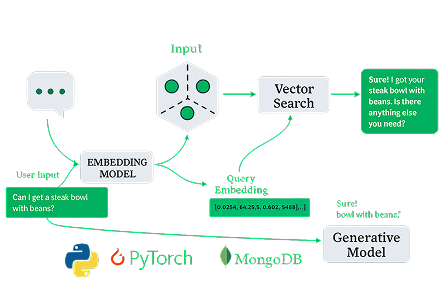 Input
Vector
Search
Sure! I got your
steak bowl with
beans. Is there
anything else
you need?
User Input
EMBEDDING
MODEL
Can I get a steak bowl
with beans?
Query
Embedding
[0.0254, 64.25.5, 0.602, 5488[,..]
Sure!
bowl with beans,"
Generative
Model
PyTorch
MongoDB